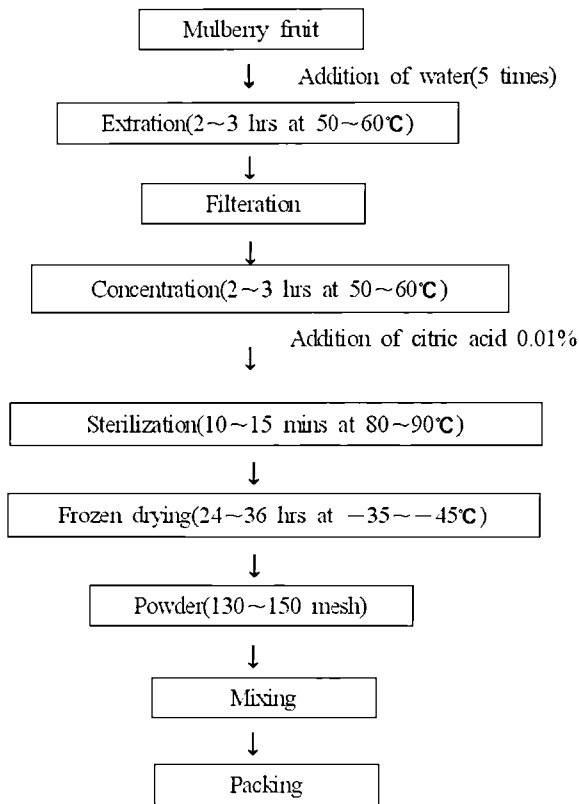 Mulberry fruit
↓ Addition of water(5 times)
Extration(2∼3 hrs at 50∼60℃)
↓
Filteration
↓
Concentration(2∼3 hrs at 50∼60℃)
Addition of citric acid 0.01%
↓
Sterilization(10∼15 mins at 80∼90℃)
↓
Frozen drying(24∼36 hrs at −35∼−45℃)
↓
Powder(130∼150 mesh)
↓
Mixing
↓
Packing